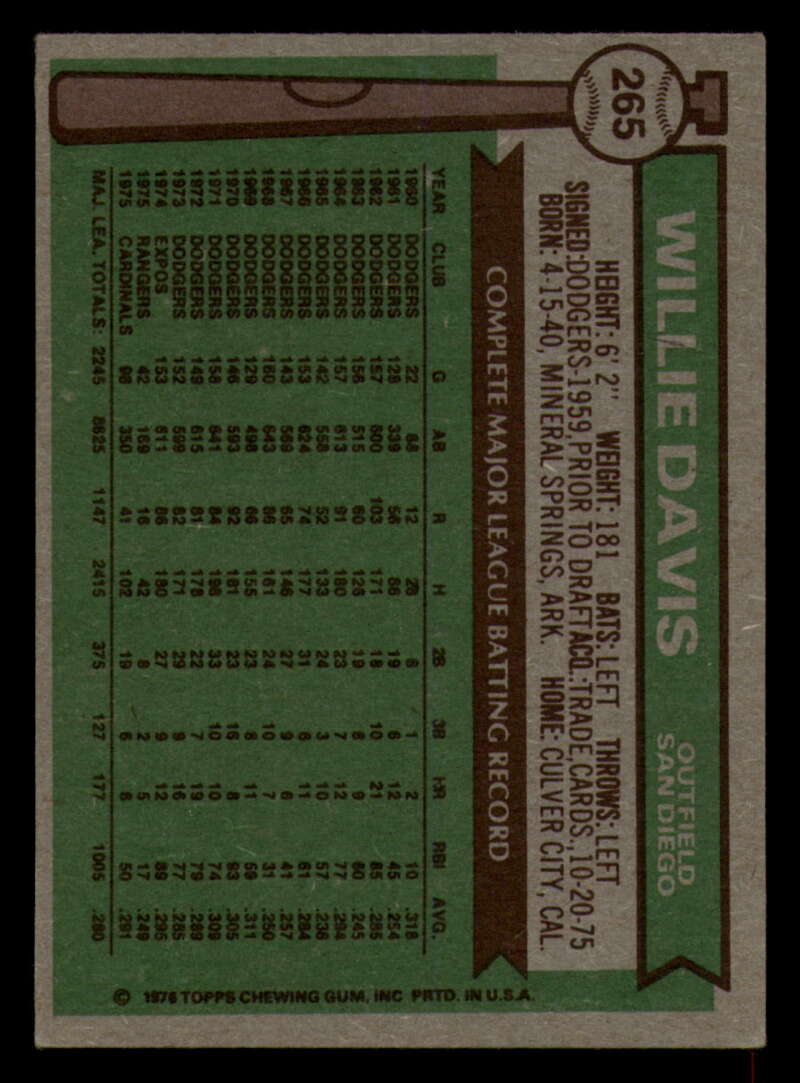 265
WILLIE DAVIS
OUTFIELD
SAN DIEGO
HEIGHT: 6' 2" WEIGHT: 181 BATS: LEFT THROWS: LEFT
SIGNED: DODGERS-1959, PRIOR TO DRAFT ACQ.: TRADE, CARDS., 10-20-75
BORN: 4-15-40, MINERAL SPRINGS, ARK. HOME: CULVER CITY, CAL.
COMPLETE MAJOR LEAGUE BATTING RECORD
YEAR CLUB G AB R H 2B 3B HR RBI AVG.
1960 DODGERS 22 88 12 28 6 1 2 10 .318
1961 DODGERS 128 339 56 86 19 6 12 45 .254
1962 DODGERS 157 600 103 171 18 10 21 85 .285
1963 DODGERS 156 515 60 126 19 8 9 60 .245
1964 DODGERS 157 613 91 180 23 7 12 77 .294
1965 DODGERS 142 558 52 133 24 3 10 57 .238
1966 DODGERS 153 624 74 177 31 6 11 61 .284
1967 DODGERS 143 569 65 146 27 9 6 41 .257
1968 DODGERS 160 643 86 161 24 10 7 31 .250
1969 DODGERS 129 498 66 155 23 8 11 59 .311
1970 DODGERS 146 593 92 181 23 16 8 93 .305
1971 DODGERS 158 641 84 198 33 10 10 74 .309
1972 DODGERS 149 615 81 178 22 7 19 79 .289
1973 DODGERS 152 599 82 171 29 9 16 77 .285
1974 EXPOS 153 611 86 180 27 9 12 89 .295
1975 RANGERS 42 169 16 42 8 2 5 17 .249
1975 CARDINALS 98 350 41 102 19 6 6 50 .291
MAJ. LEA. TOTALS: 2245 8625 1147 2415 375 127 177 1005 .280
© 1976 TOPPS CHEWING GUM, INC PRTD. IN U.S.A.